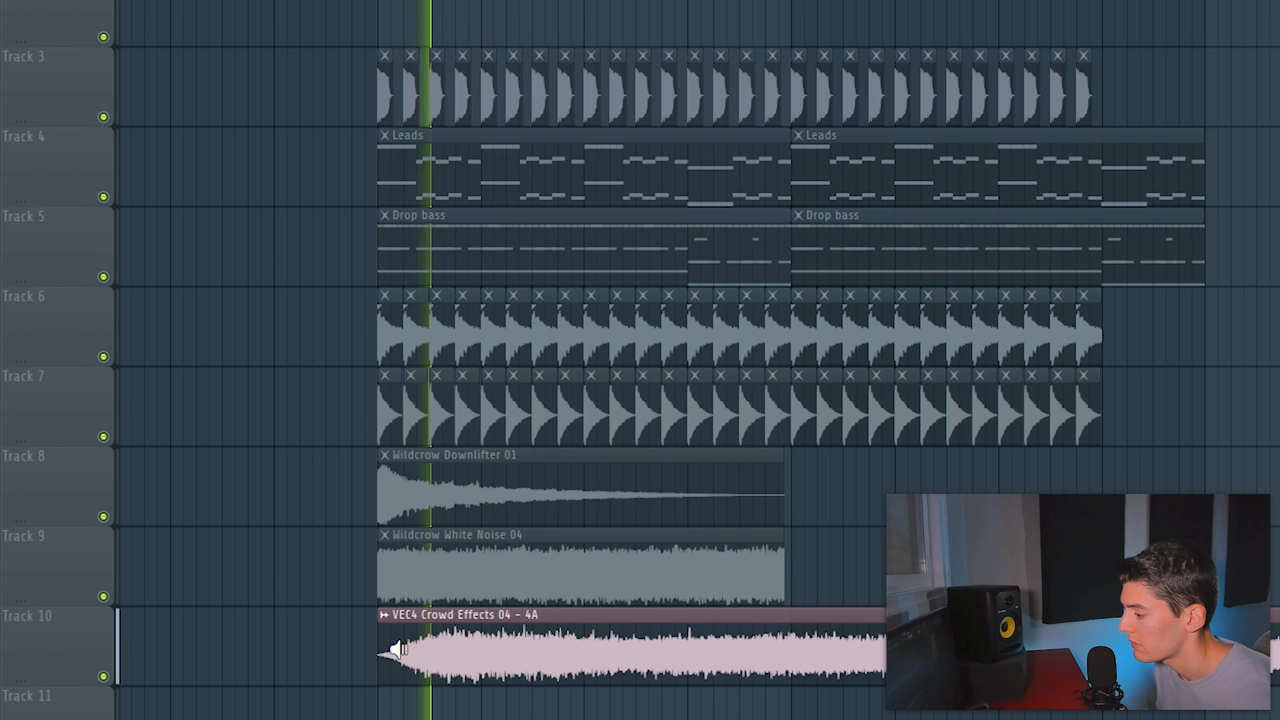 Track 3
Track 4
Leads
Leads
Track 5
Drop bass
Drop bass
Track 6
Track 7
Track 8
Wildcrow Downlifter 01
Track 9
Wildcrow White Noise 04
Track 10
VEC4 Crowd Effects 04 - 4A
Track 11